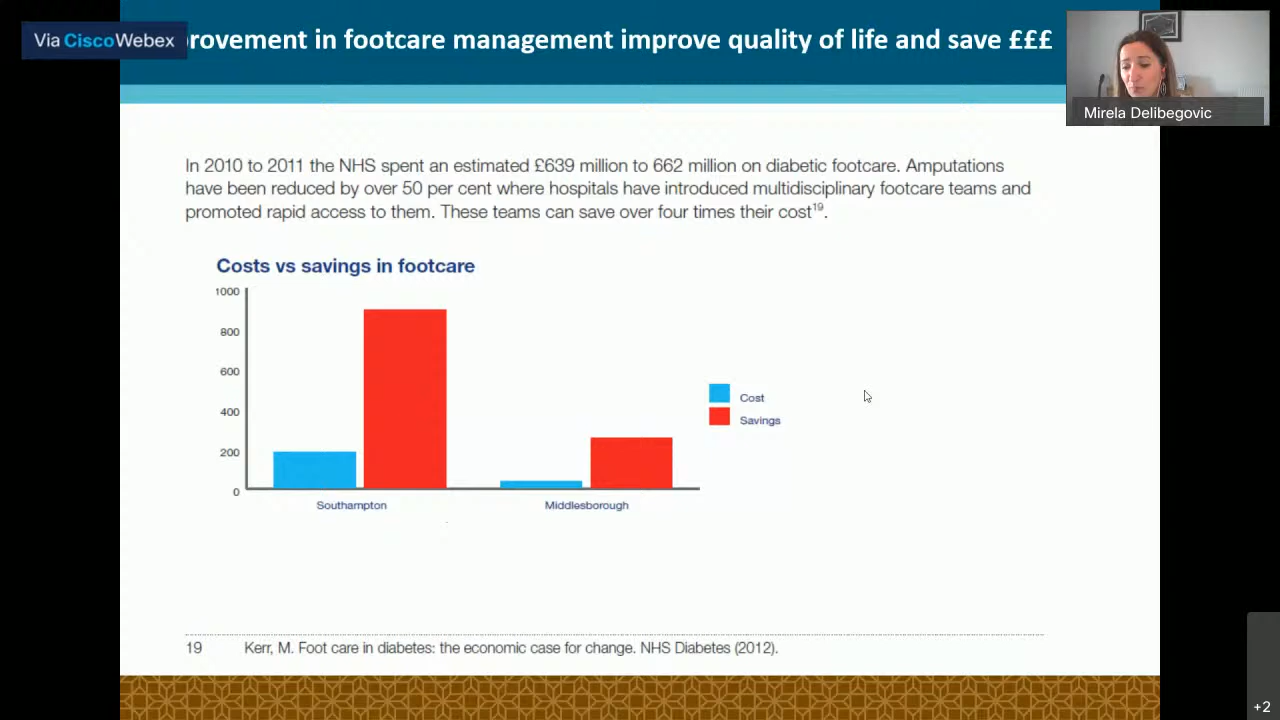 Via Cisco Webex
provement in footcare management improve quality of life and save £££
Mirela Delibegovic
In 2010 to 2011 the NHS spent an estimated £639 million to 662 million on diabetic footcare. Amputations
have been reduced by over 50 per cent where hospitals have introduced multidisciplinary footcare teams and
promoted rapid access to them. These teams can save over four times their cost19.
Costs vs savings in footcare
1000
800
600
400
200
0
Southampton
Middlesborough
Cost
Savings
19 Kerr, M. Foot care in diabetes: the economic case for change. NHS Diabetes (2012).
+2